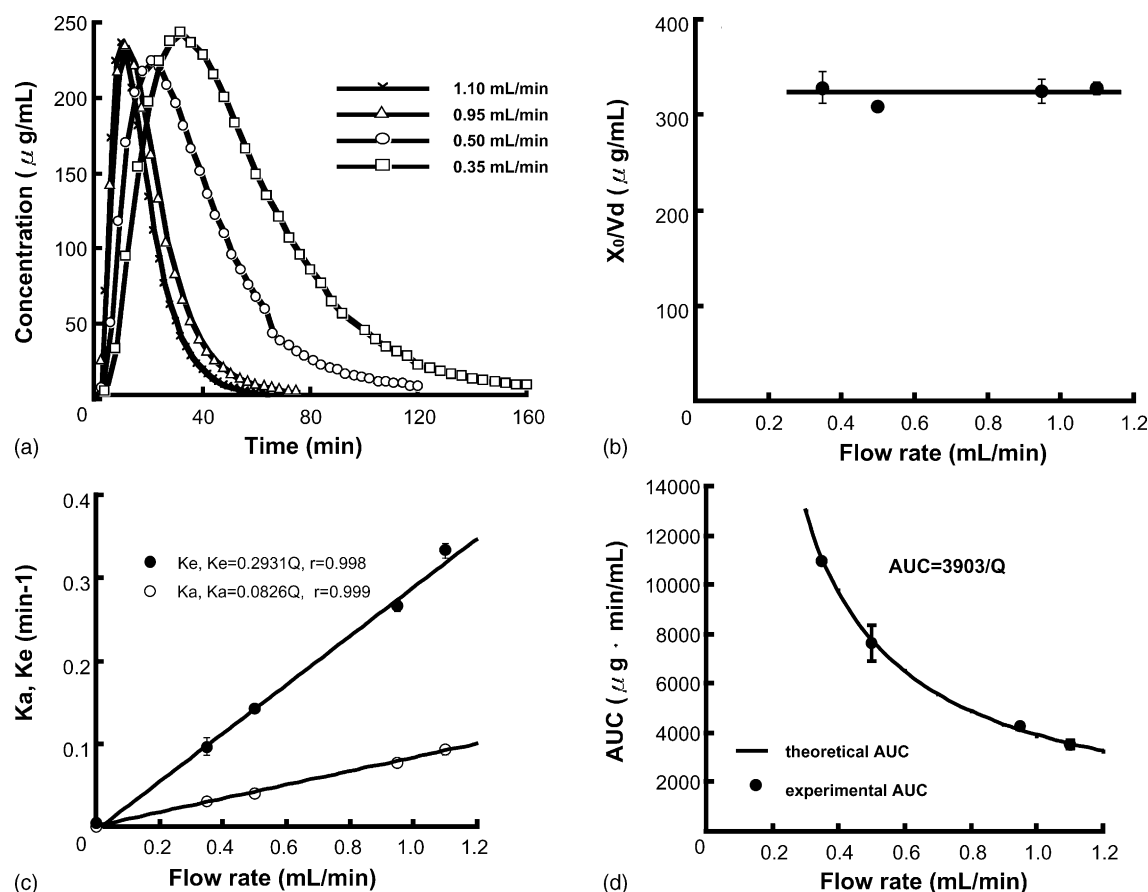 250
200
150
100
50
0
40
80
120
160
Concentration ( μ g/mL)
Time (min)
1.10 mL/min
0.95 mL/min
0.50 mL/min
0.35 mL/min
(a)
400
300
200
100
0
0.2
0.4
0.6
0.8
1.0
1.2
X0/Vd ( μ g/mL)
Flow rate (mL/min)
(b)
0.4
0.3
0.2
0.1
0
0.2
0.4
0.6
0.8
1.0
1.2
Ka, Ke (min-1)
Ke, Ke=0.2931Q, r=0.998
Ka, Ka=0.0826Q, r=0.999
Flow rate (mL/min)
(c)
14000
12000
10000
8000
6000
4000
2000
0
0.2
0.4
0.6
0.8
1.0
1.2
AUC ( μ g · min/mL)
AUC=3903/Q
theoretical AUC
experimental AUC
Flow rate (mL/min)
(d)